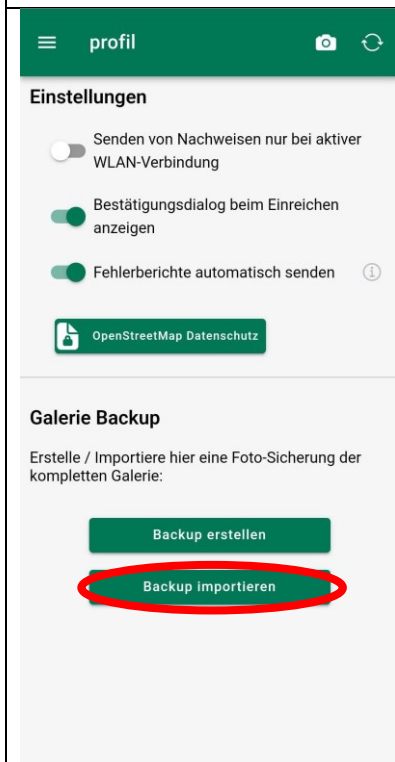 profil
Einstellungen
Senden von Nachweisen nur bei aktiver
WLAN-Verbindung
Bestätigungsdialog beim Einreichen
anzeigen
Fehlerberichte automatisch senden
OpenStreetMap Datenschutz
Galerie Backup
Erstelle / Importiere hier eine Foto-Sicherung der
kompletten Galerie:
Backup erstellen
Backup importieren